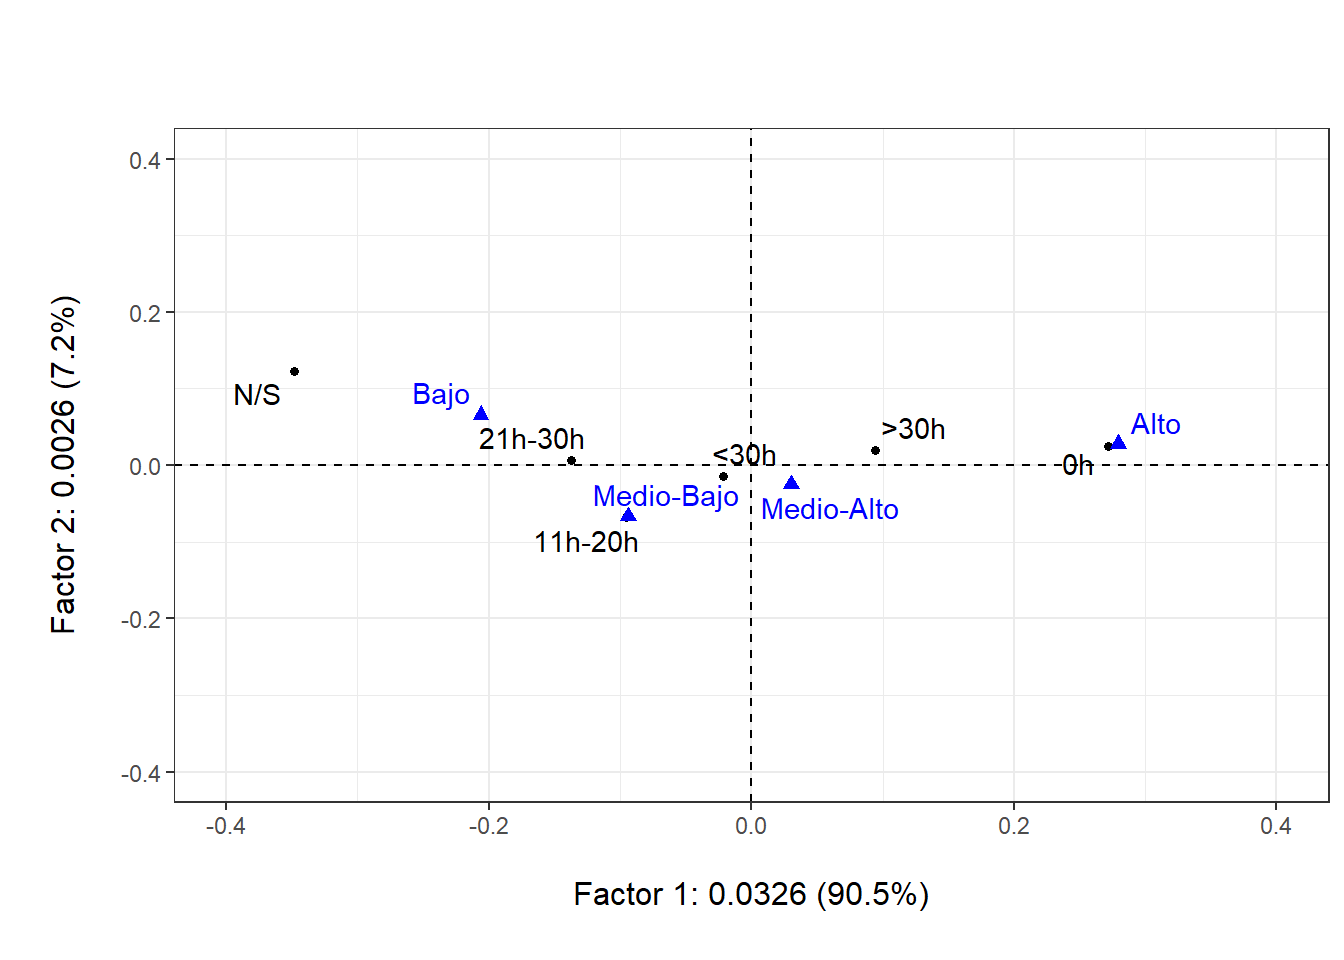 0.4
0.2
0.0
-0.2
-0.4
Factor 2: 0.0026 (7.2%)
N/S
Bajo
21h-30h
<30h
>30h
Alto
0h
Medio-Bajo
Medio-Alto
11h-20h
-0.4
-0.2
0.0
0.2
0.4
Factor 1: 0.0326 (90.5%)